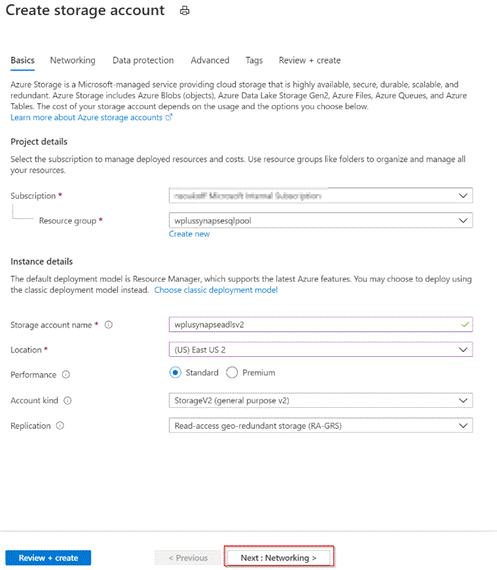 Create storage account
Basics Networking Data protection Advanced Tags Review + create
Azure Storage is a Microsoft-managed service providing cloud storage that is highly available, secure, durable, scalable, and
redundant. Azure Storage includes Azure Blobs (objects), Azure Data Lake Storage Gen2, Azure Files, Azure Queues, and Azure
Tables. The cost of your storage account depends on the usage and the options you choose below.
Learn more about Azure storage accounts
Project details
Select the subscription to manage deployed resources and costs. Use resource groups like folders to organize and manage all
your resources.
Subscription * Microsoft Internal Subscription
Resource group * wplussynapsesqlpool
Create new
Instance details
The default deployment model is Resource Manager, which supports the latest Azure features. You may choose to deploy using
the classic deployment model instead. Choose classic deployment model
Storage account name * wplusynapseadlsv2
Location * (US) East US 2
Performance Standard Premium
Account kind StorageV2 (general purpose v2)
Replication Read-access geo-redundant storage (RA-GRS)
Review + create < Previous Next : Networking >